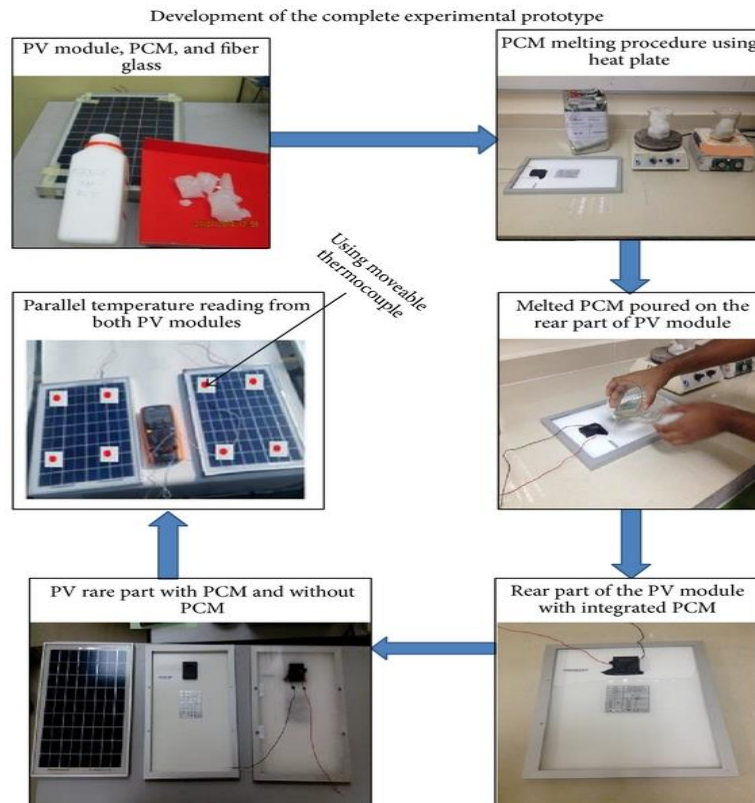 Development of the complete experimental prototype
PV module, PCM, and fiber
glass
PCM melting procedure using
heat plate
Using moveable
thermocouple
Melted PCM poured on the
rear part of PV module
Rear part of the PV module
with integrated PCM
PV rare part with PCM and without
PCM
Parallel temperature reading from
both PV modules